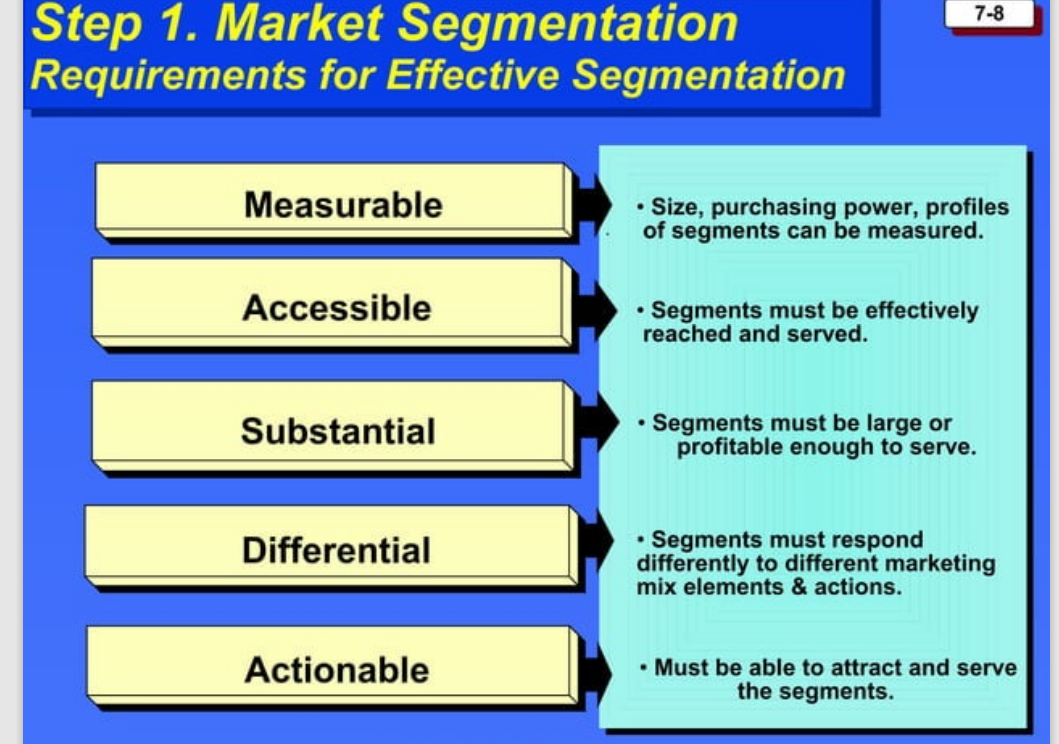 Step 1. Market Segmentation
Requirements for Effective Segmentation
7-8
Measurable
• Size, purchasing power, profiles
of segments can be measured.
Accessible
• Segments must be effectively
reached and served.
Substantial
• Segments must be large or
profitable enough to serve.
Differential
• Segments must respond
differently to different marketing
mix elements & actions.
Actionable
• Must be able to attract and serve
the segments.